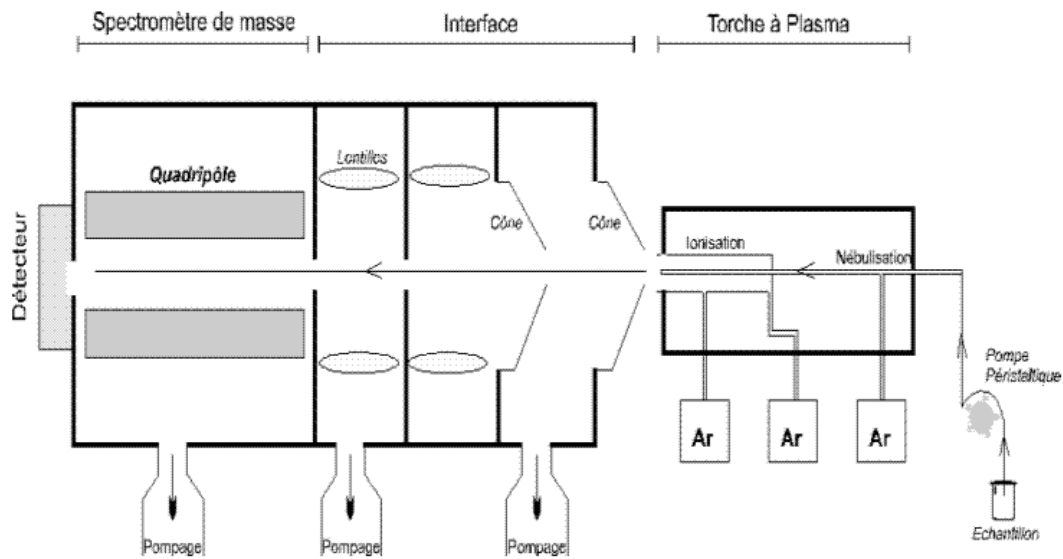 Spectromètre de masse
Interface
Torche à Plasma
Quadripôle
Lentilles
Cône
Cône
Ionisation
Nébulisation
Détecteur
Pompe
Péristaltique
Ar
Ar
Ar
Echantillon
Pompage
Pompage
Pompage